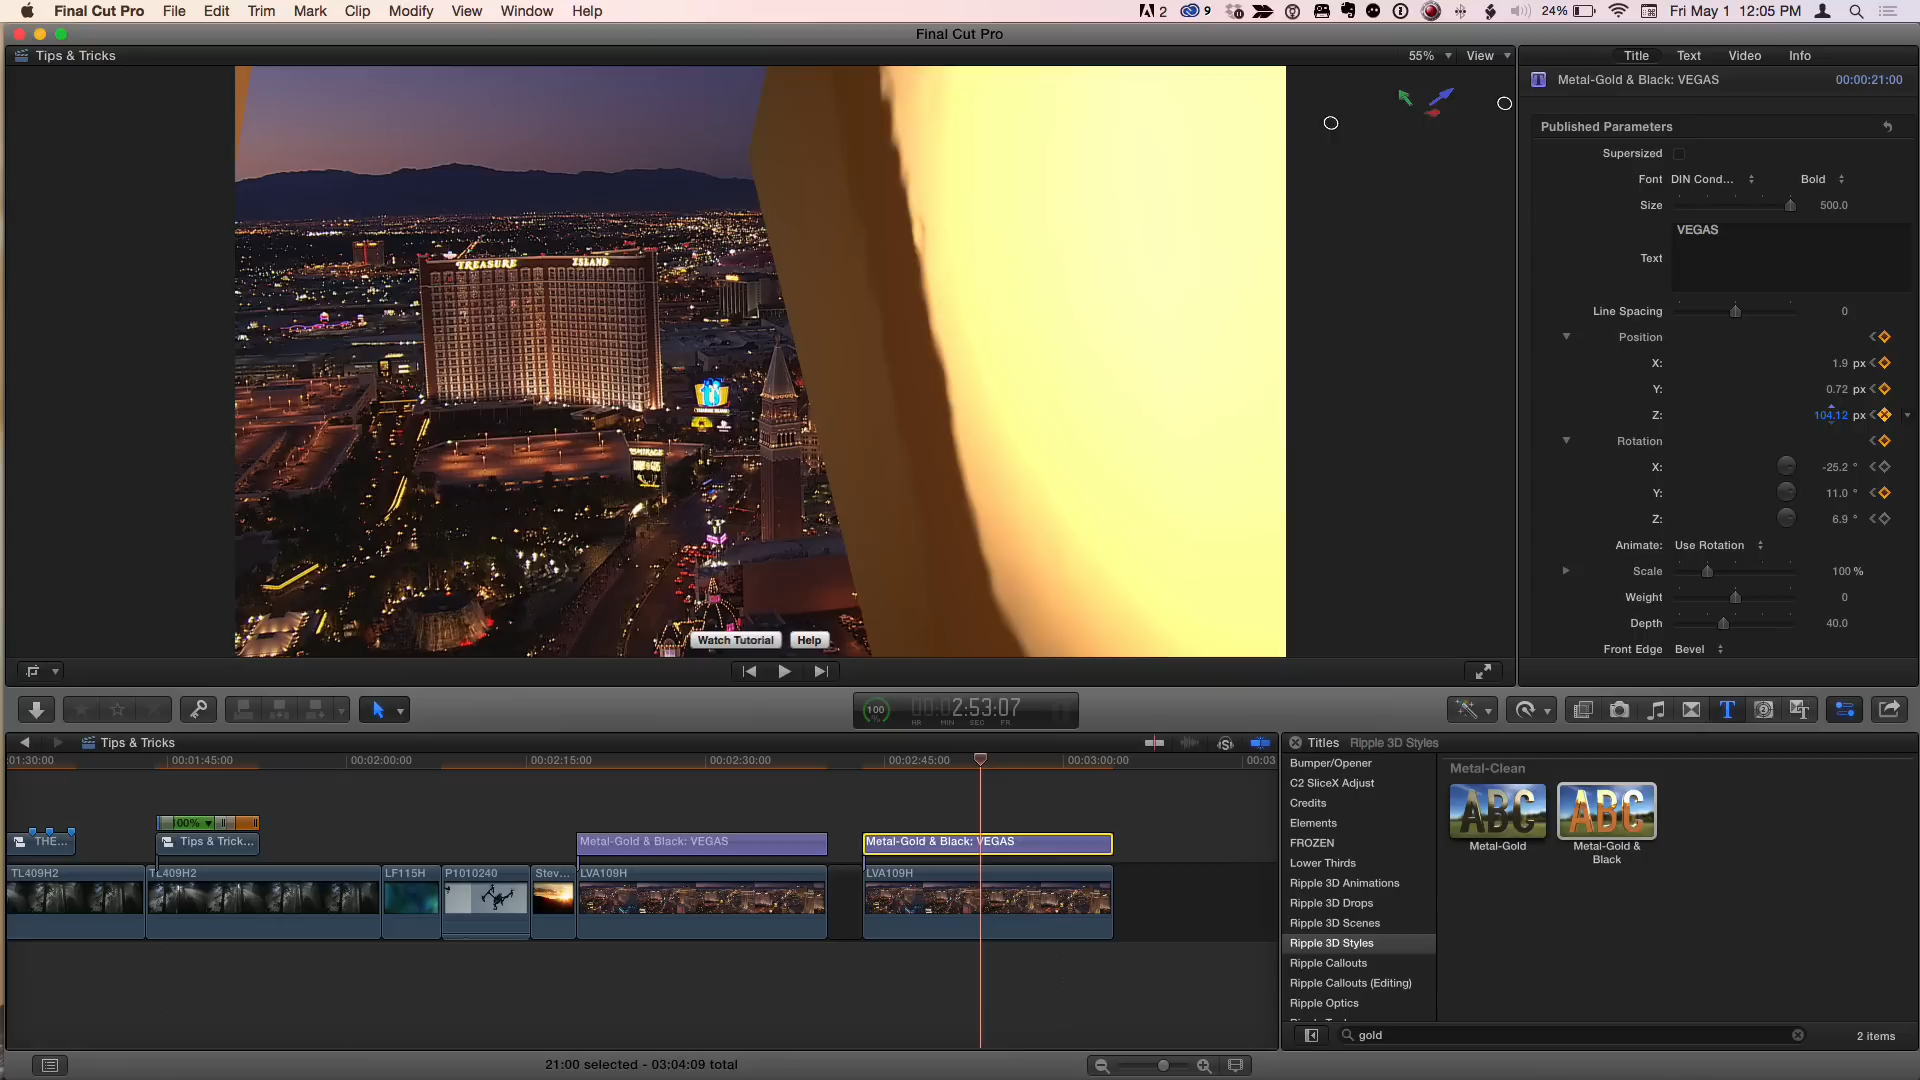 Final Cut Pro File Edit Trim Mark Clip Modify View Window Help
2 9 24% Fri May 1 12:05 PM
Final Cut Pro
Tips & Tricks
55% View
Title Text Video Info
Metal-Gold & Black: VEGAS 00:00:21:00
Published Parameters
Supersized
Font DIN Cond... Bold
Size 500.0
VEGAS
Text
Line Spacing 0
Position
X: 1.9 px
Y: 0.72 px
Z: 104.12 px
Rotation
X: -25.2 °
Y: 11.0 °
Z: 6.9 °
Animate: Use Rotation
Scale 100 %
Weight 0
Depth 40.0
Front Edge Bevel
TREASURE ISLAND
Watch Tutorial Help
100 % 2:53:07
HR MIN SEC FR
Tips & Tricks
:01:30:00 00:01:45:00 00:02:00:00 00:02:15:00 00:02:30:00 00:02:45:00 00:03:00:00 00:03
100%
THE... Tips & Trick... Metal-Gold & Black: VEGAS Metal-Gold & Black: VEGAS
TL409H2 TL409H2 LF115H P1010240 Stev... LVA109H LVA109H
21:00 selected - 03:04:09 total
Titles Ripple 3D Styles
Bumper/Opener
C2 SliceX Adjust
Credits
Elements
FROZEN
Lower Thirds
Ripple 3D Animations
Ripple 3D Drops
Ripple 3D Scenes
Ripple 3D Styles
Ripple Callouts
Ripple Callouts (Editing)
Ripple Optics
Metal-Clean
ABC ABC
Metal-Gold Metal-Gold &
Black
gold 2 items